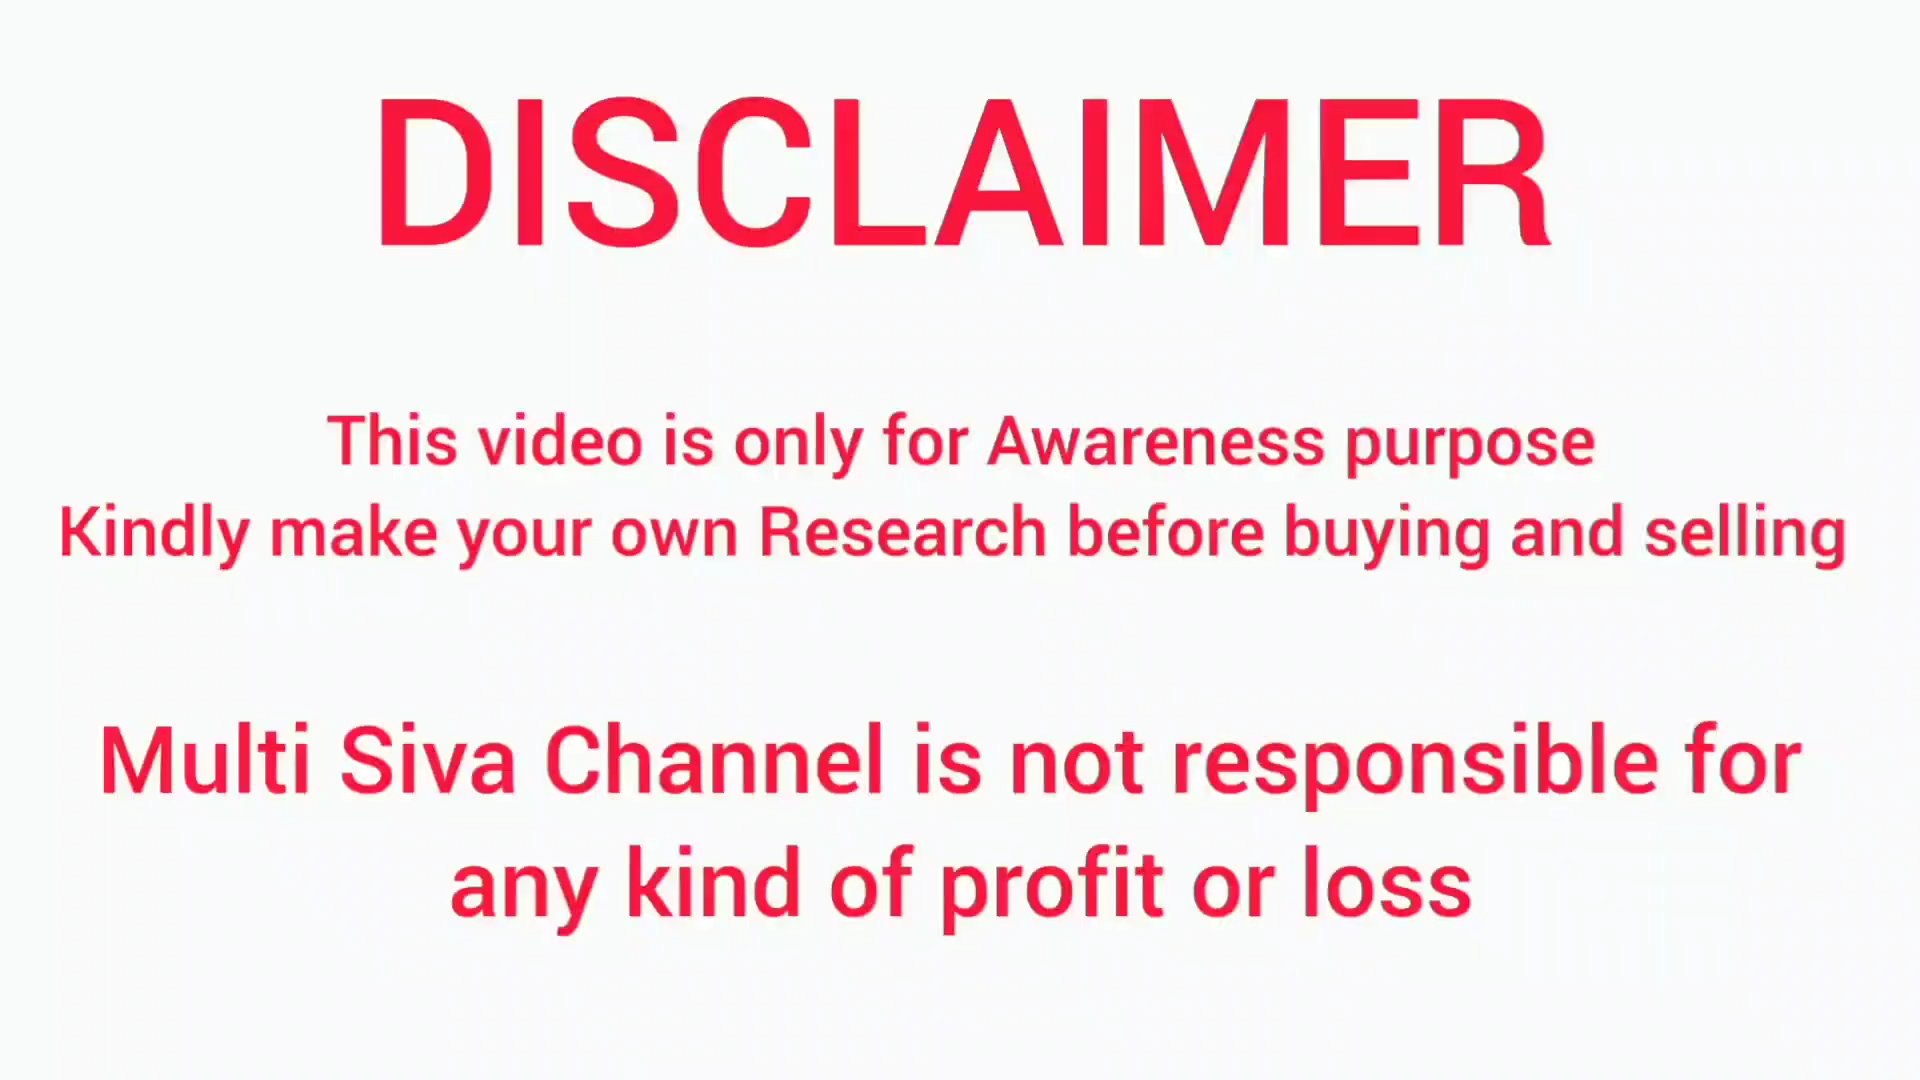 DISCLAIMER
This video is only for Awareness purpose
Kindly make your own Research before buying and selling
Multi Siva Channel is not responsible for
any kind of profit or loss